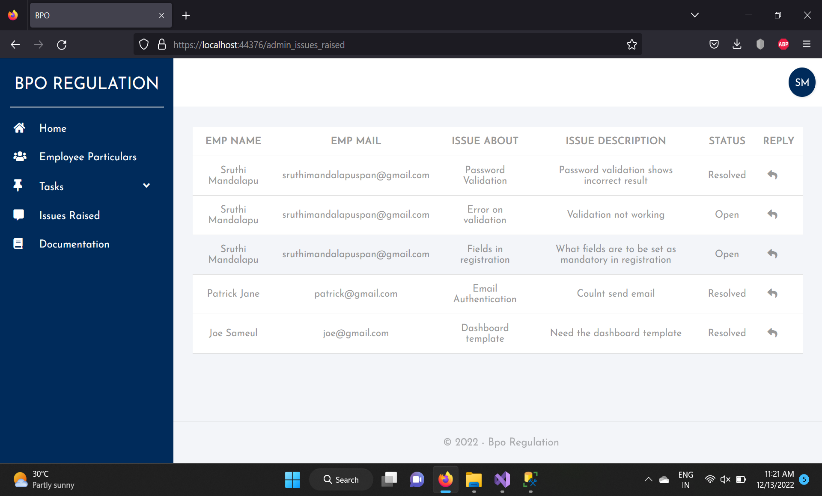 BPO
https://localhost:44376/admin_issues_raised
ABP
BPO REGULATION
SM
Home
Employee Particulars
Tasks
Issues Raised
Documentation
EMP NAME EMP MAIL ISSUE ABOUT ISSUE DESCRIPTION STATUS REPLY
Sruthi Mandalapu sruthimandalapuspan@gmail.com Password Validation Password validation shows incorrect result Resolved
Sruthi Mandalapu sruthimandalapuspan@gmail.com Error on validation Validation not working Open
Sruthi Mandalapu sruthimandalapuspan@gmail.com Fields in registration What fields are to be set as mandatory in registration Open
Patrick Jane patrick@gmail.com Email Authentication Coulnt send email Resolved
Joe Sameul joe@gmail.com Dashboard template Need the dashboard template Resolved
© 2022 - Bpo Regulation
30°C
Partly sunny
Search
ENG
IN
11:21 AM
12/13/2022
5